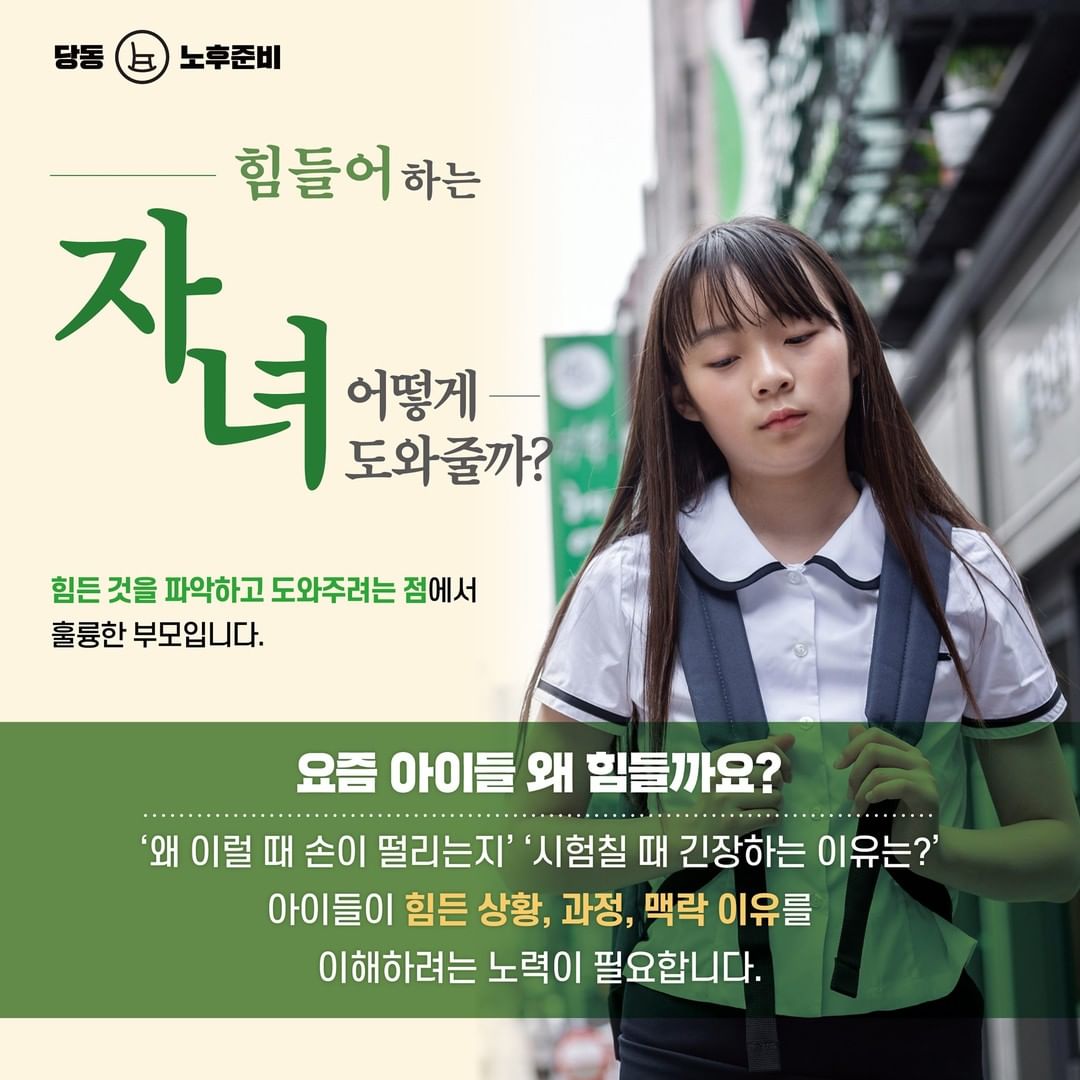 당동 노후준비
힘들어하는
자녀
어떻게
도와줄까?
힘든 것을 파악하고 도와주려는 점에서
훌륭한 부모입니다.
요즘 아이들 왜 힘들까요?
‘왜 이럴 때 손이 떨리는지’ ‘시험칠 때 긴장하는 이유는?’
아이들이 힘든 상황, 과정, 맥락 이유를
이해하려는 노력이 필요합니다.